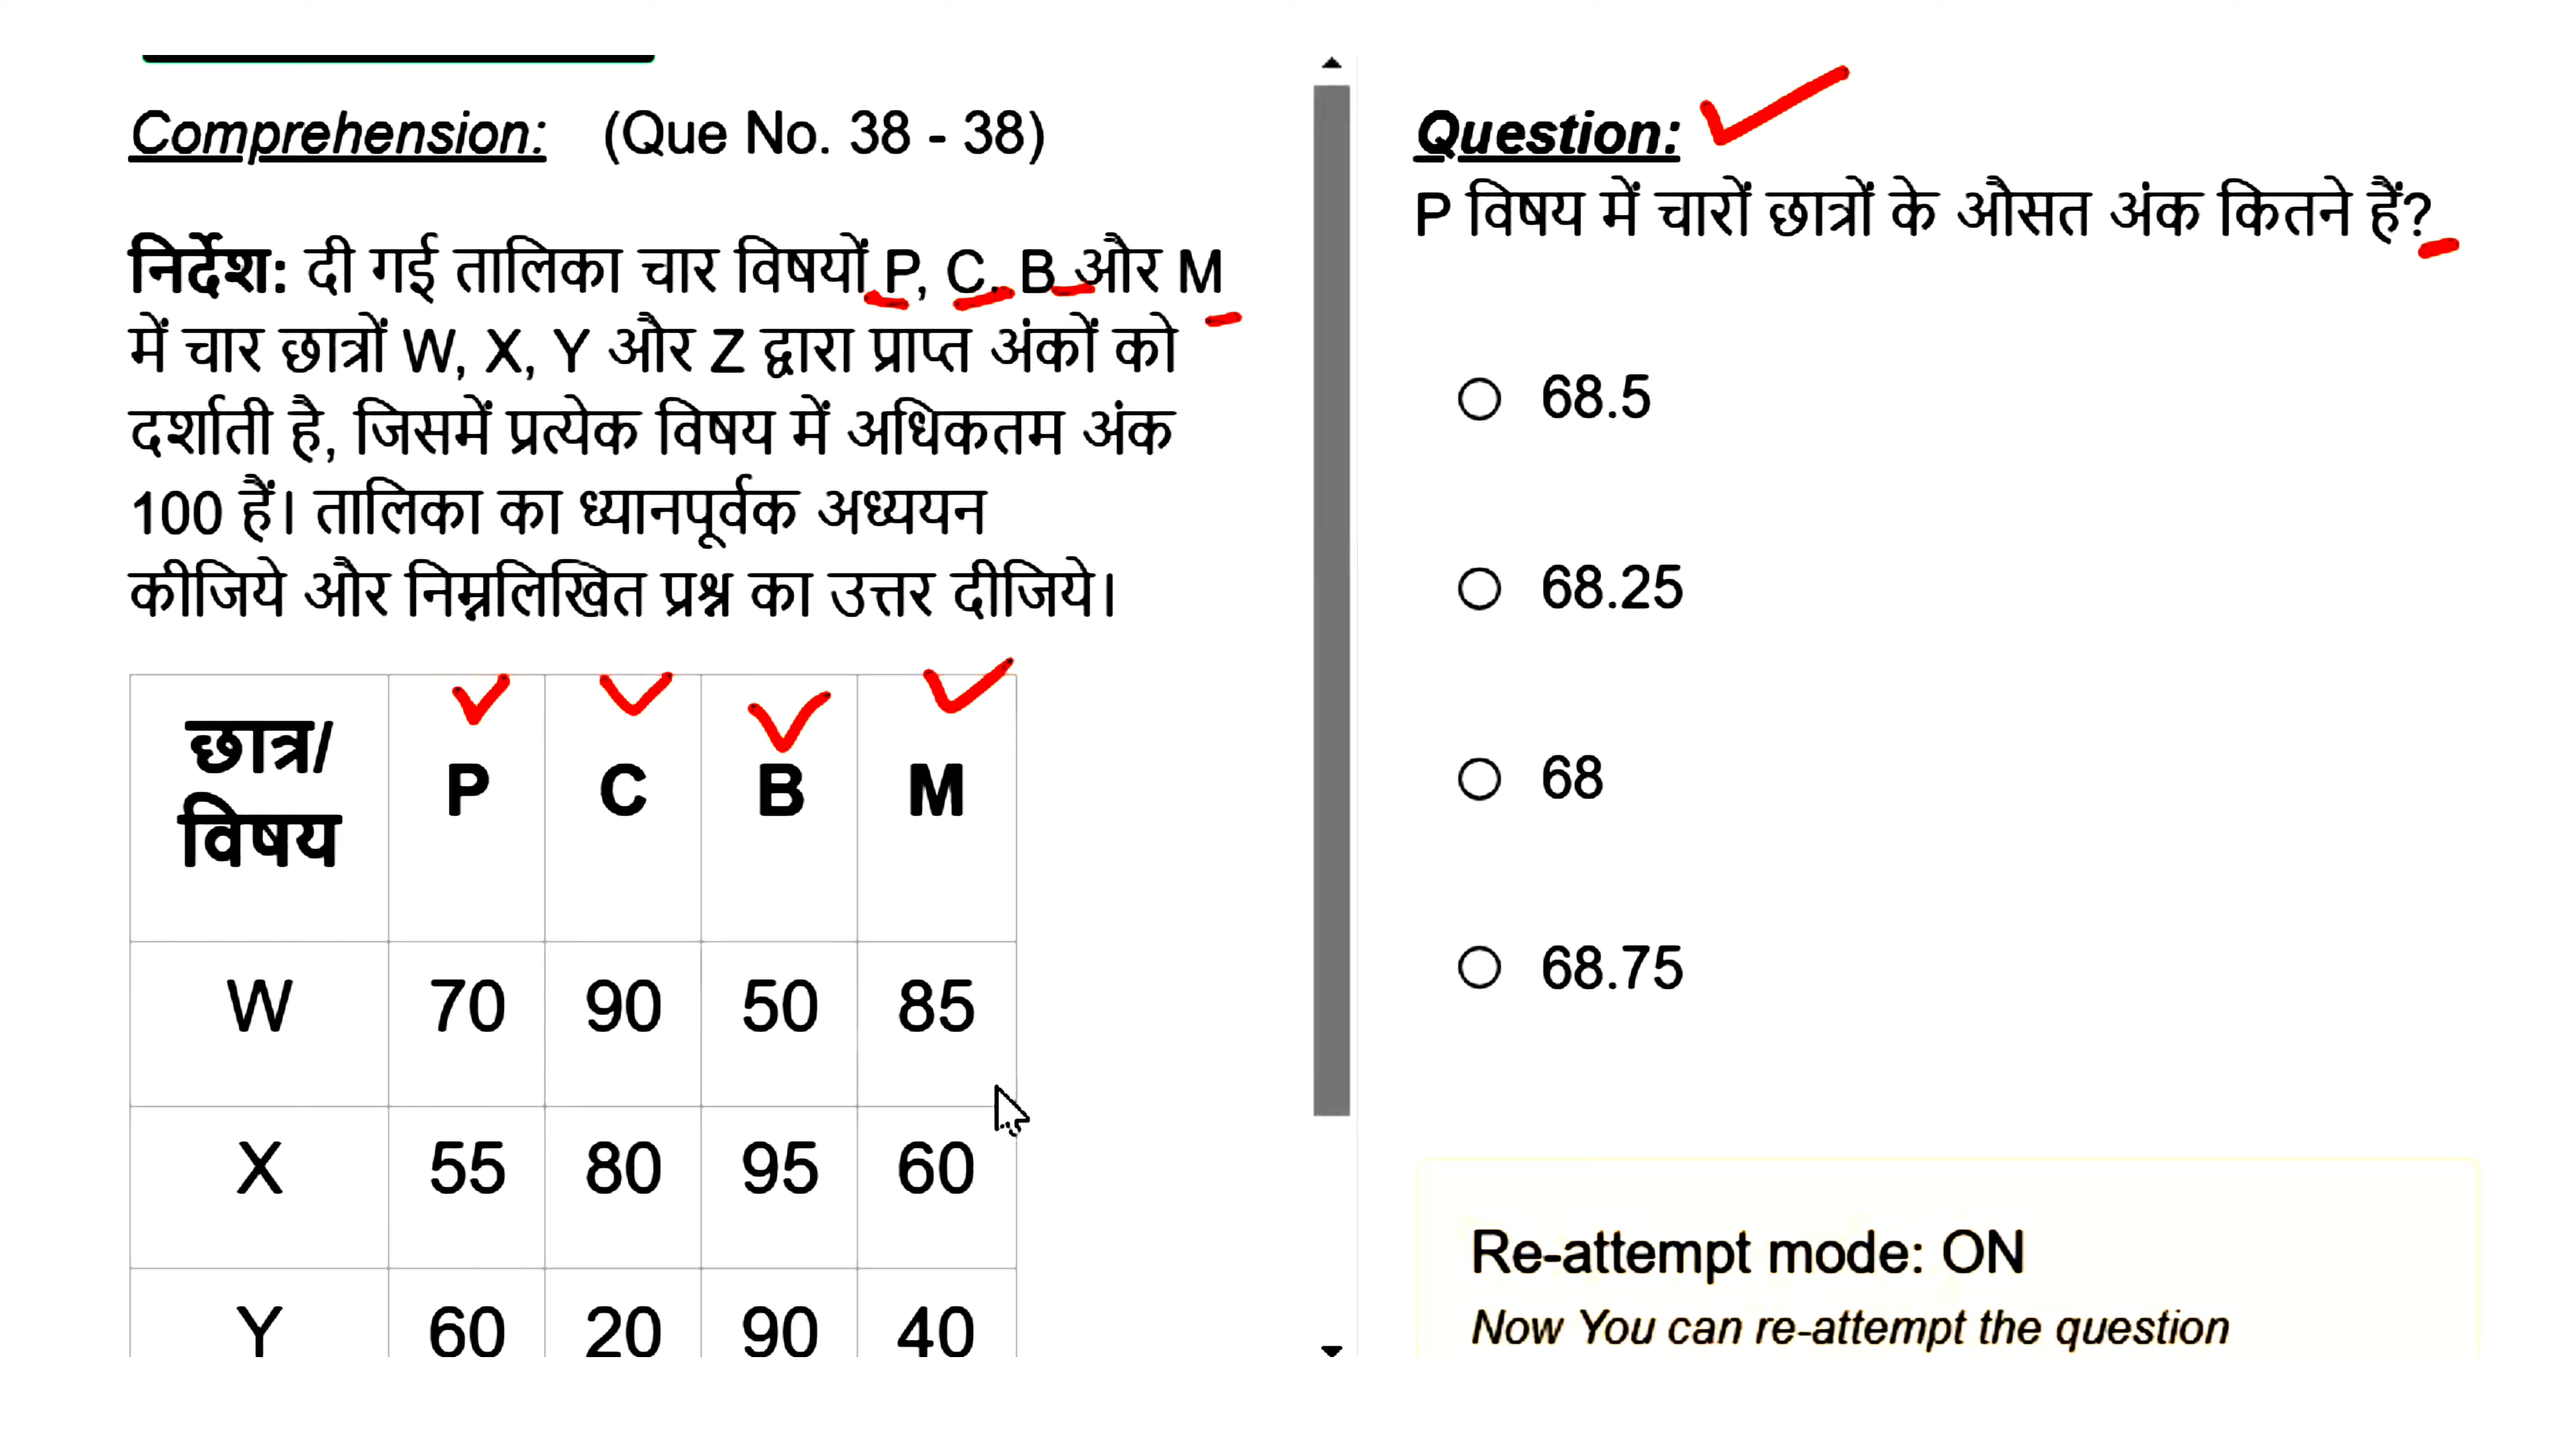 Comprehension: (Que No. 38 - 38)
निर्देश: दी गई तालिका चार विषयों P, C, B और M
में चार छात्रों W, X, Y और Z द्वारा प्राप्त अंकों को
दर्शाती है, जिसमें प्रत्येक विषय में अधिकतम अंक
100 हैं। तालिका का ध्यानपूर्वक अध्ययन
कीजिये और निम्नलिखित प्रश्न का उत्तर दीजिये।
छात्र/
विषय P C B M
W 70 90 50 85
X 55 80 95 60
Y 60 20 90 40
Question:
P विषय में चारों छात्रों के औसत अंक कितने हैं?
68.5
68.25
68
68.75
Re-attempt mode: ON
Now You can re-attempt the question